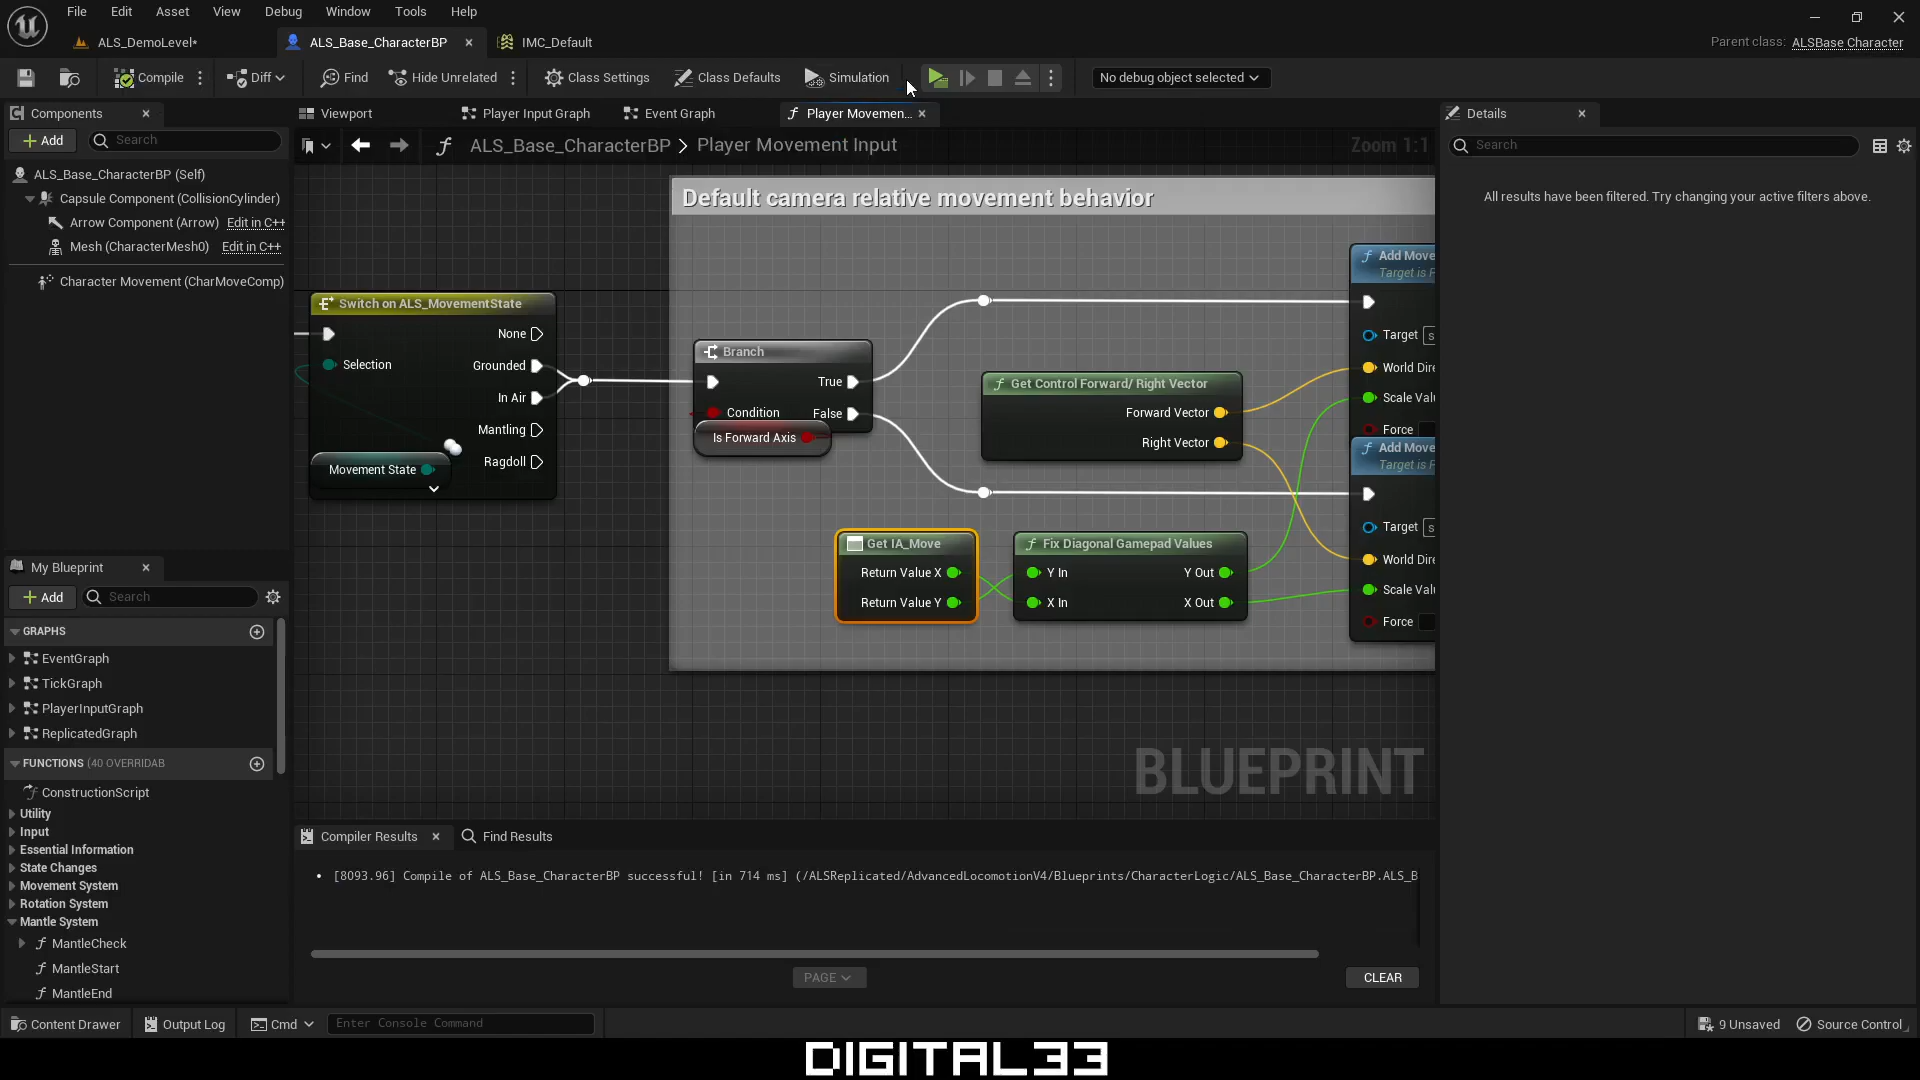 File Edit Asset View Debug Window Tools Help
ALS_DemoLevel* ALS_Base_CharacterBP IMC_Default
Parent class: ALSBase Character
Compile Diff Find Hide Unrelated Class Settings Class Defaults Simulation No debug object selected
Components Viewport Player Input Graph Event Graph Player Movemen... Details
Add Search
ALS_Base_CharacterBP > Player Movement Input Zoom 1:1
Search
All results have been filtered. Try changing your active filters above.
ALS_Base_CharacterBP (Self)
Capsule Component (CollisionCylinder)
Arrow Component (Arrow) Edit in C++
Mesh (CharacterMesh0) Edit in C++
Character Movement (CharMoveComp)
Default camera relative movement behavior
Switch on ALS_MovementState
None
Selection
Grounded
In Air
Mantling
Movement State
Ragdoll
Branch
True
Condition
False
Is Forward Axis
Get Control Forward/ Right Vector
Forward Vector
Right Vector
Get IA_Move
Return Value X
Return Value Y
Fix Diagonal Gamepad Values
Y In Y Out
X In X Out
Add Move
Target is P
Target s
World Dire
Scale Valu
Force
Add Move
Target is P
Target s
World Dire
Scale Valu
Force
BLUEPRINT
My Blueprint
Add Search
GRAPHS
EventGraph
TickGraph
PlayerInputGraph
ReplicatedGraph
FUNCTIONS (40 OVERRIDAB
ConstructionScript
Utility
Input
Essential Information
State Changes
Movement System
Rotation System
Mantle System
MantleCheck
MantleStart
MantleEnd
Compiler Results Find Results
[8093.96] Compile of ALS_Base_CharacterBP successful! [in 714 ms] (/ALSReplicated/AdvancedLocomotionV4/Blueprints/CharacterLogic/ALS_Base_CharacterBP.ALS_B
PAGE CLEAR
Content Drawer Output Log Cmd Enter Console Command 9 Unsaved Source Control
DIGITAL33